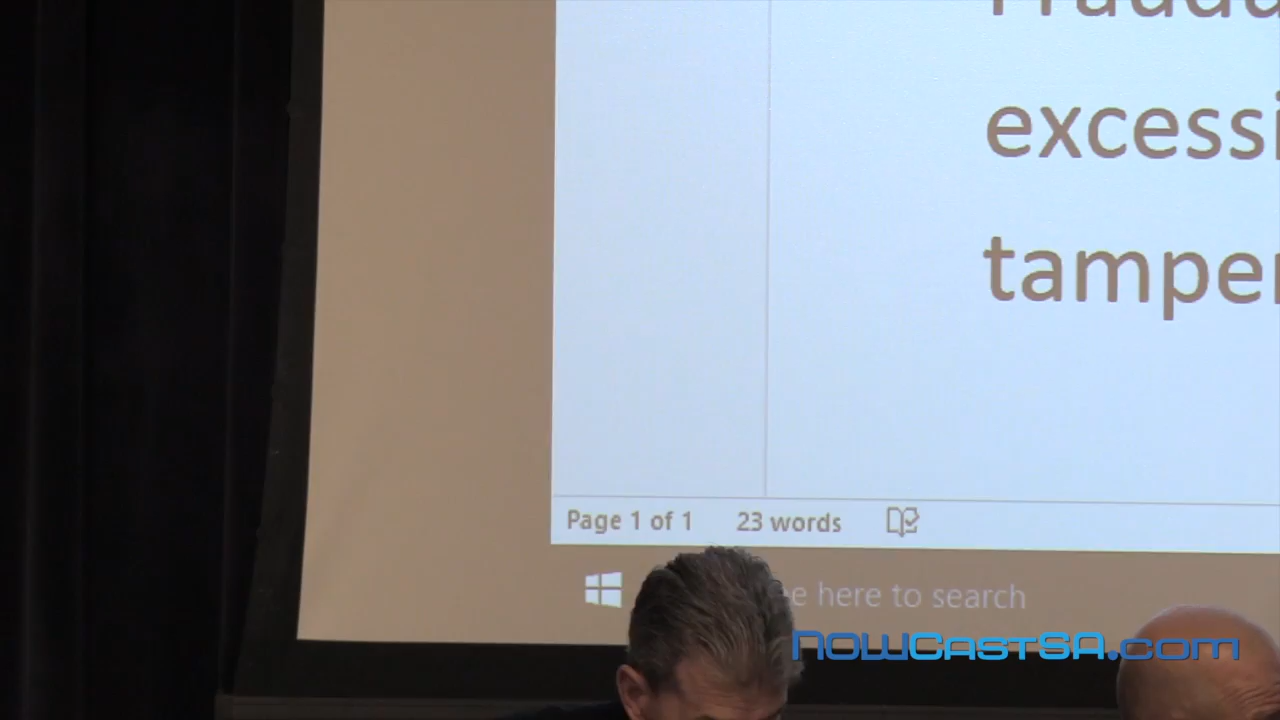 excessi
tamper
Page 1 of 1 23 words
e here to search
NOWCastSA.com